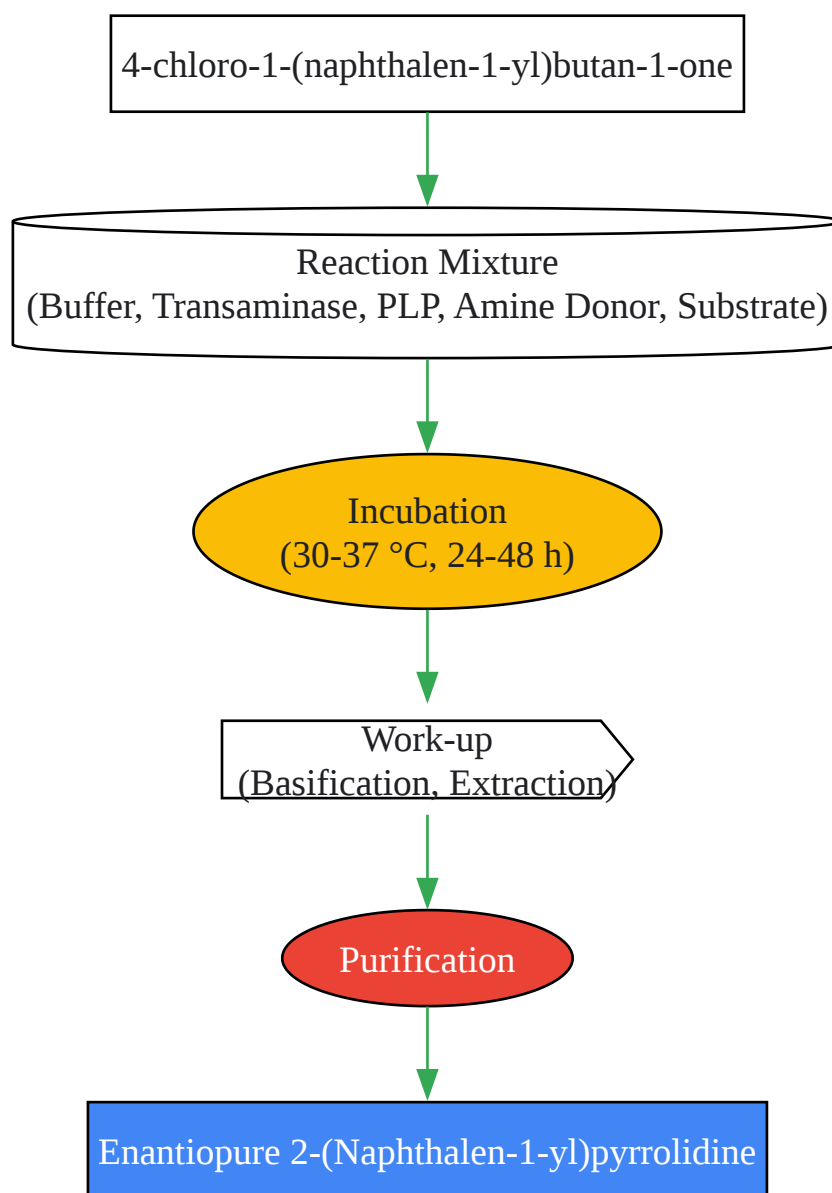 4-chloro-1-(naphthalen-1-yl)butan-1-one
Reaction Mixture
(Buffer, Transaminase, PLP, Amine Donor, Substrate)
Incubation
(30-37 °C, 24-48 h)
Work-up
(Basification, Extraction)
Purification
Enantiopure 2-(Naphthalen-1-yl)pyrrolidine